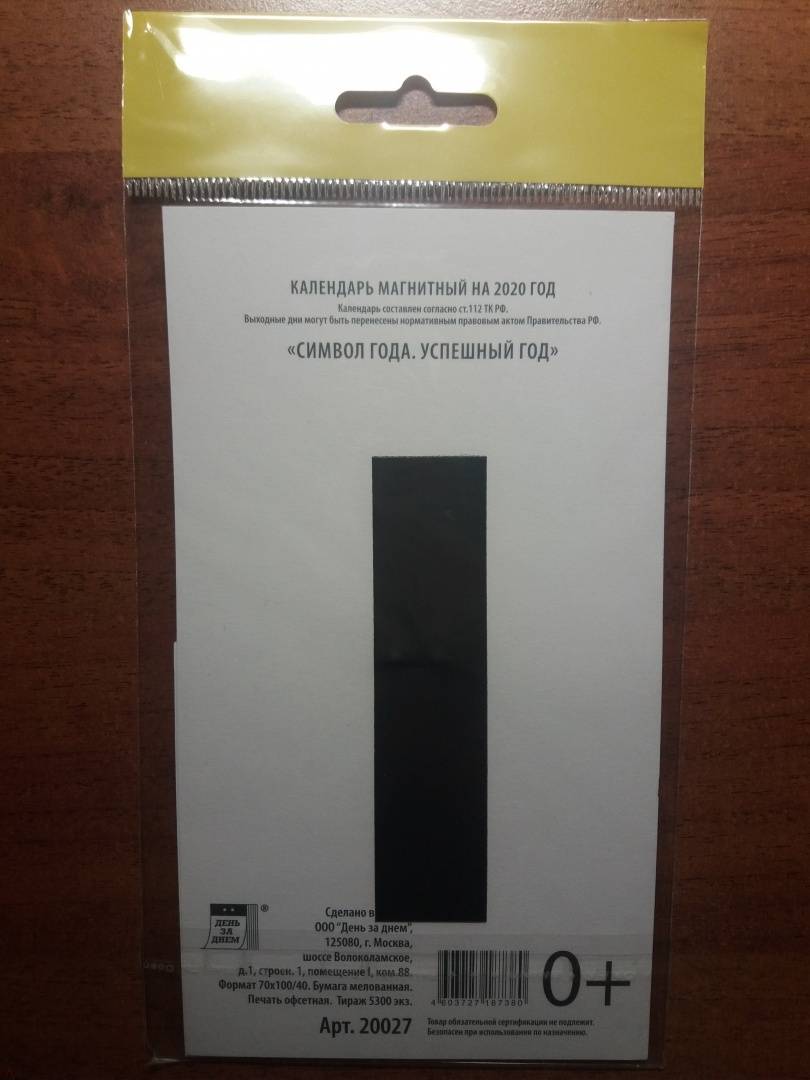 КАЛЕНДАРЬ МАГНИТНЫЙ НА 2020 ГОД
Календарь составлен согласно ст.112 ТК РФ.
Выходные дни могут быть перенесены нормативным правовым актом Правительства РФ.
«СИМВОЛ ГОДА. УСПЕШНЫЙ ГОД»
ДЕНЬ
ЗА
ДНЕМ
®
Сделано в
ООО "День за днем",
125080, г. Москва,
шоссе Волоколамское,
д.1, строен. 1, помещение I, ком 88.
Формат 70х100/40. Бумага мелованная.
Печать офсетная. Тираж 5300 экз.
Арт. 20027
4 603727 187380
0+
Товар обязательной сертификации не подлежит.
Безопасен при использовании по назначению.